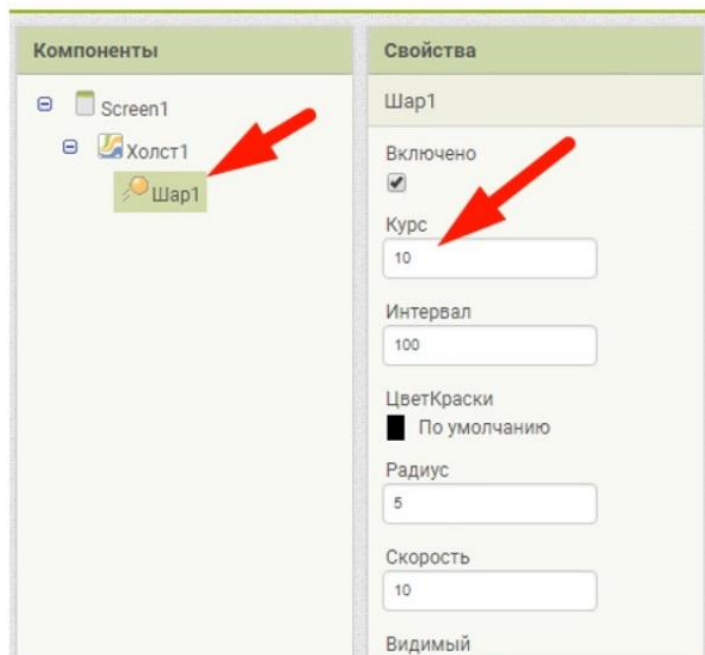 Компоненты
Screen1
Холст1
Шар1
Свойства
Шар1
Включено
Курс
10
Интервал
100
ЦветКраски
По умолчанию
Радиус
5
Скорость
10
Видимый